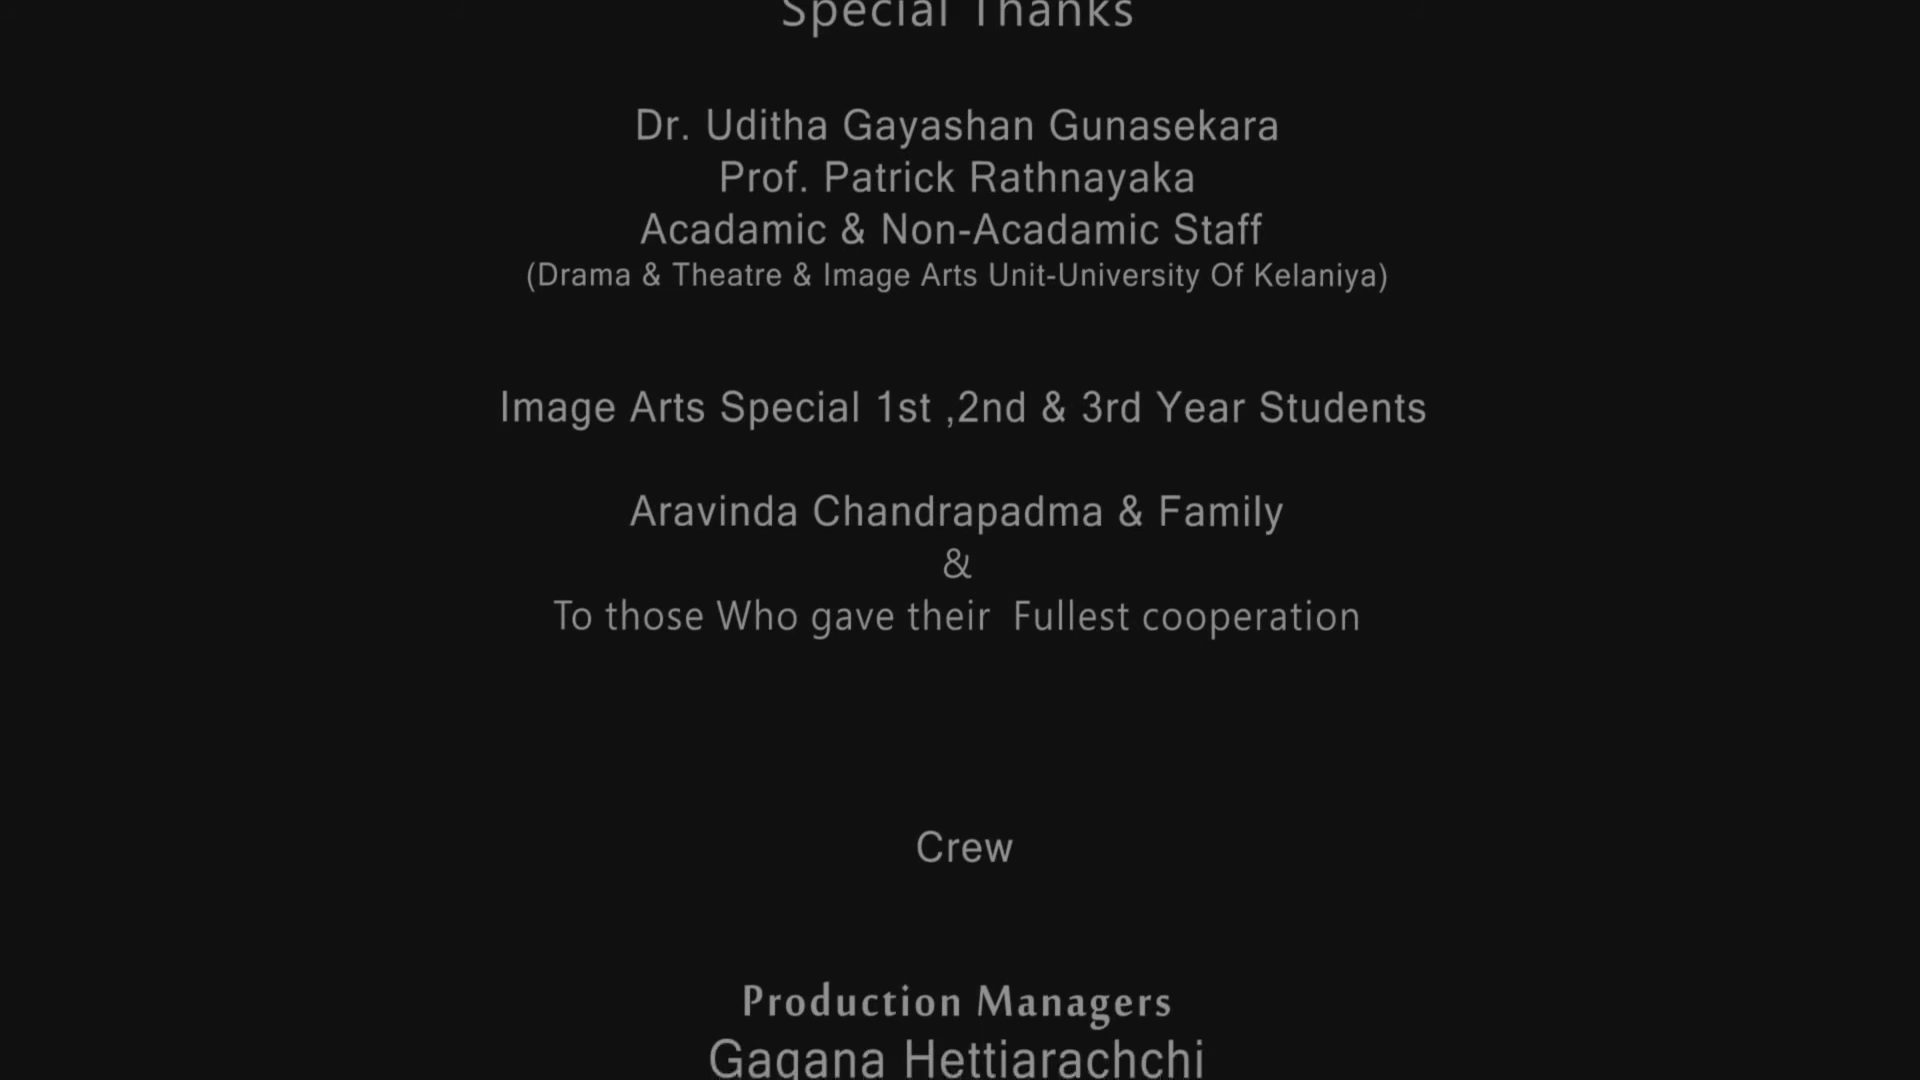 Special Thanks
Dr. Uditha Gayashan Gunasekara
Prof. Patrick Rathnayaka
Acadamic & Non-Acadamic Staff
(Drama & Theatre & Image Arts Unit-University Of Kelaniya)
Image Arts Special 1st ,2nd & 3rd Year Students
Aravinda Chandrapadma & Family
&
To those Who gave their  Fullest cooperation
Crew
Production Managers
Gagana Hettiarachchi